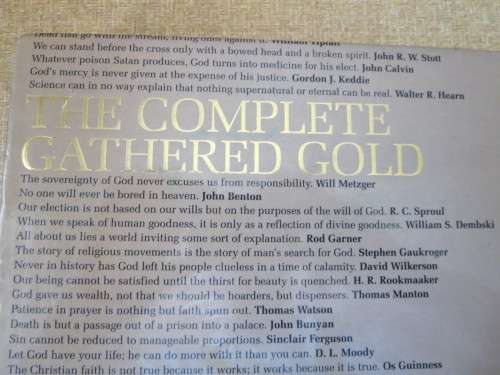 Dead fish go with the stream, living ones against it. William Tiptaft
We can stand before the cross only with a bowed head and a broken spirit. John R. W. Stott
Whatever poison Satan produces, God turns into medicine for his elect. John Calvin
God's mercy is never given at the expense of his justice. Gordon J. Keddie
Science can in no way explain that nothing supernatural or eternal can be real. Walter R. Hearn
THE COMPLETE
GATHERED GOLD
The sovereignty of God never excuses us from responsibility. Will Metzger
No one will ever be bored in heaven. John Benton
Our election is not based on our wills but on the purposes of the will of God. R. C. Sproul
When we speak of human goodness, it is only as a reflection of divine goodness. William S. Dembski
All about us lies a world inviting some sort of explanation. Rod Garner
The story of religious movements is the story of man's search for God. Stephen Gaukroger
Never in history has God left his people clueless in a time of calamity. David Wilkerson
Our being cannot be satisfied until the thirst for beauty is quenched. H. R. Rookmaaker
God gave us wealth, not that we should be hoarders, but dispensers. Thomas Manton
Patience in prayer is nothing but faith spun out. Thomas Watson
Death is but a passage out of a prison into a palace. John Bunyan
Sin cannot be reduced to manageable proportions. Sinclair Ferguson
Let God have your life; he can do more with it than you can. D. L. Moody
The Christian faith is not true because it works; it works because it is true. Os Guinness